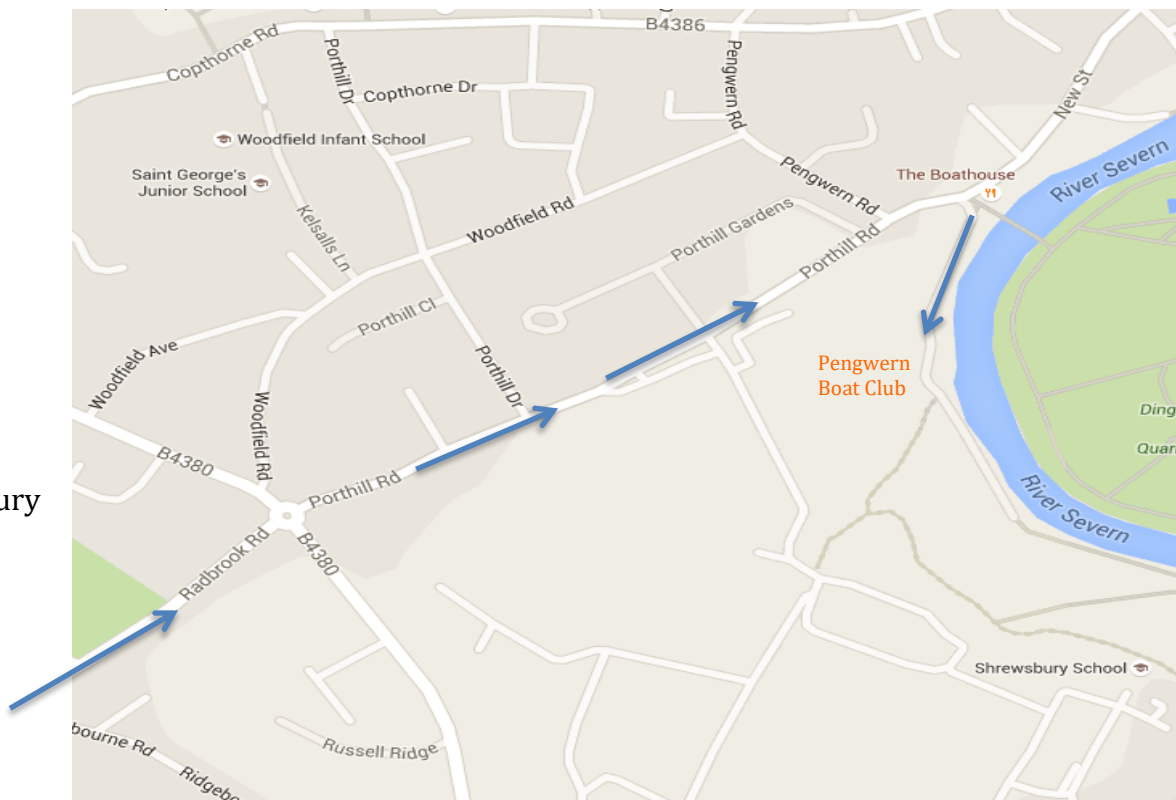 B4386
Copthorne Rd
Porthill Dr
Pengwern Rd
New St
Copthorne Dr
Woodfield Infant School
Saint George's
Junior School
Kelsalls Ln
Woodfield Rd
Pengwern Rd
The Boathouse
River Severn
Porthill Gardens
Porthill Rd
Porthill Cl
Woodfield Ave
Porthill Dr
Pengwern
Boat Club
Woodfield Rd
Ding
Quar
B4380
Porthill Rd
ury
River Severn
Radbrook Rd
B4380
Shrewsbury School
bourne Rd
Russell Ridge
Ridgebo